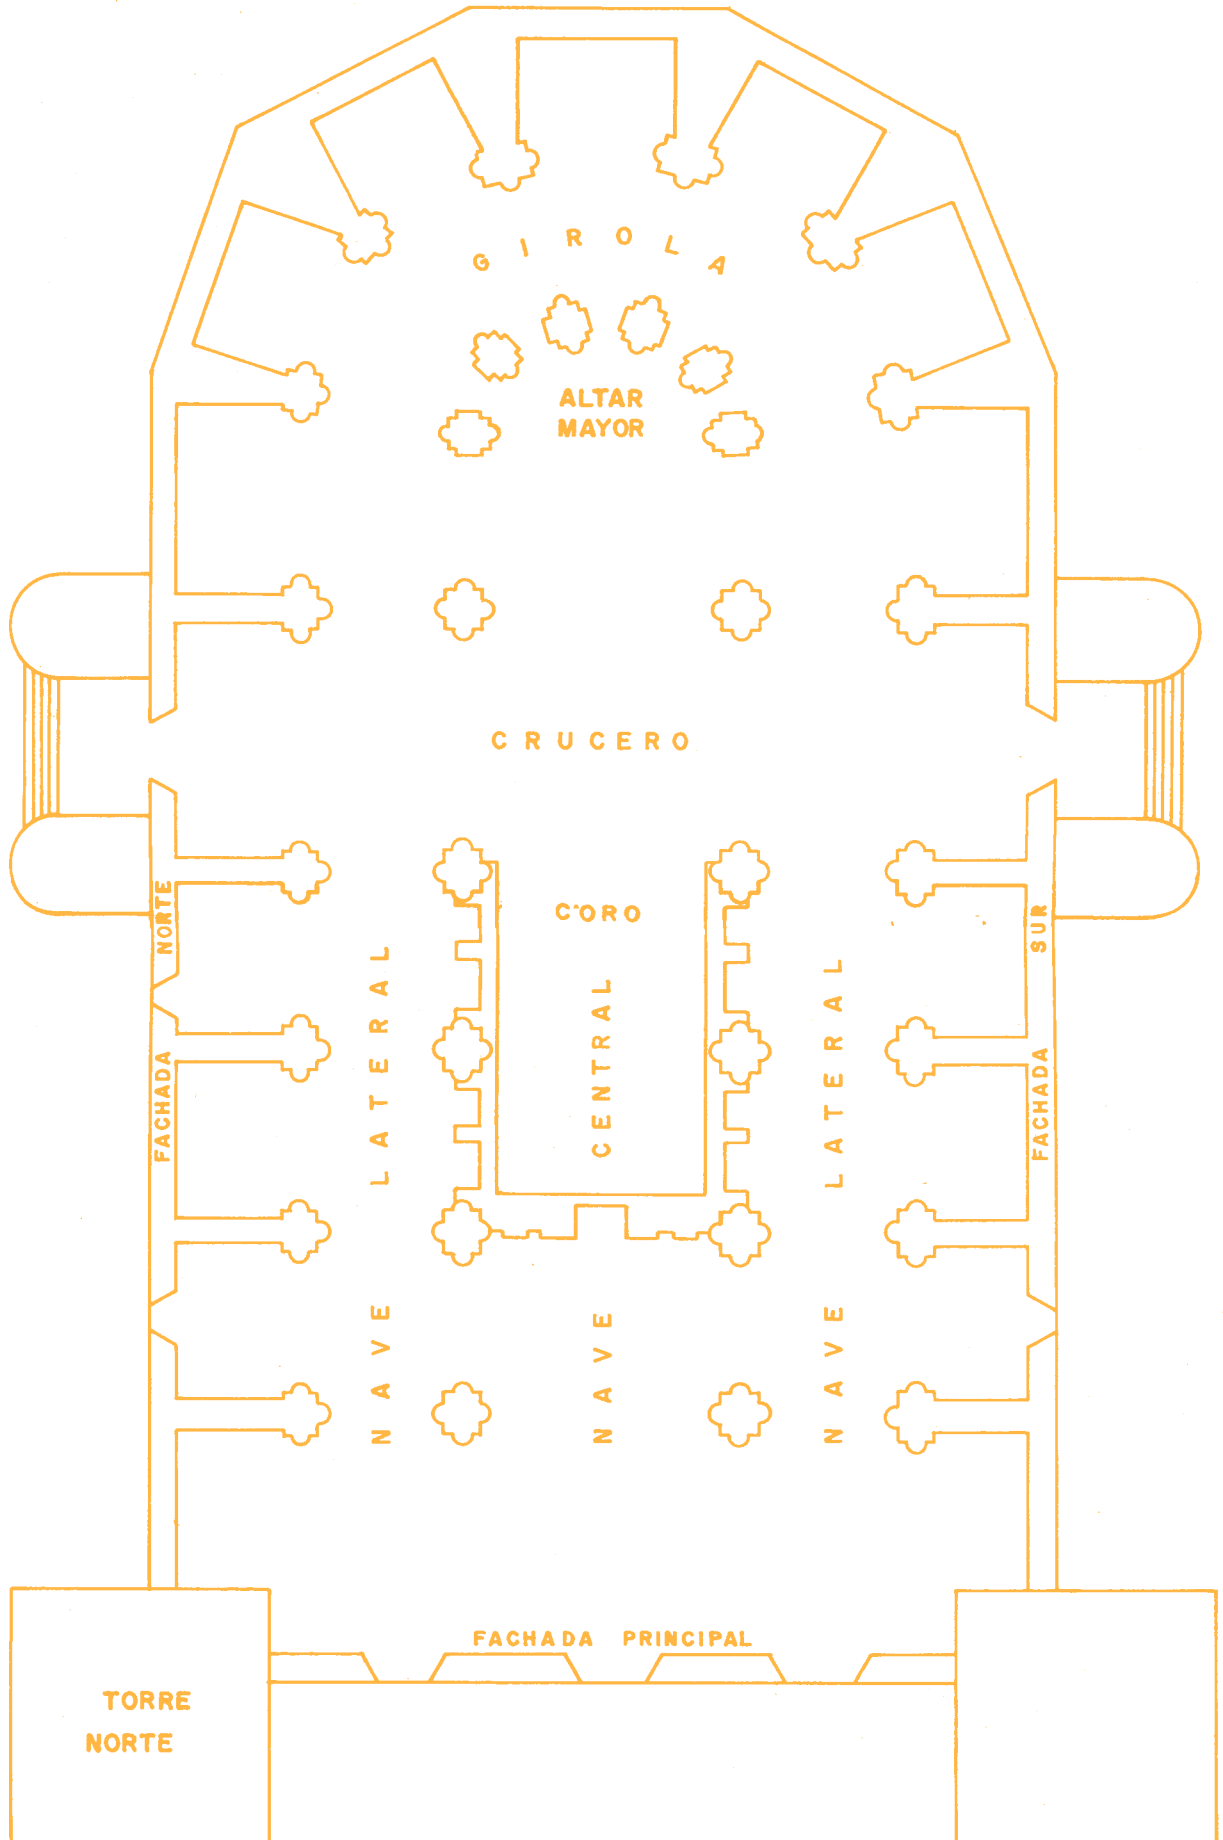 GIROLA
ALTAR
MAYOR
CRUCERO
CORO
FACHADA NORTE
NAVE LATERAL
NAVE CENTRAL
NAVE LATERAL
FACHADA SUR
FACHADA PRINCIPAL
TORRE
NORTE